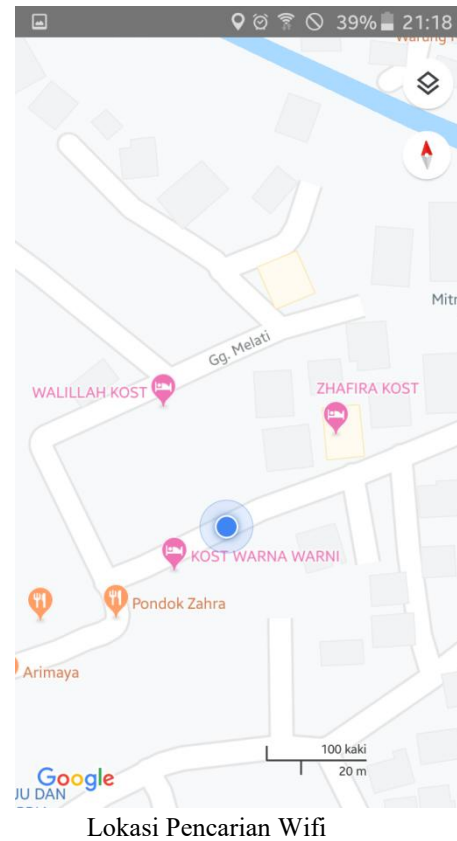 39% 21:18
Warung
Mitr
Gg. Melati
WALILLAH KOST
ZHAFIRA KOST
KOST WARNA WARNI
Pondok Zahra
Arimaya
100 kaki
20 m
Google
JU DAN
Lokasi Pencarian Wifi